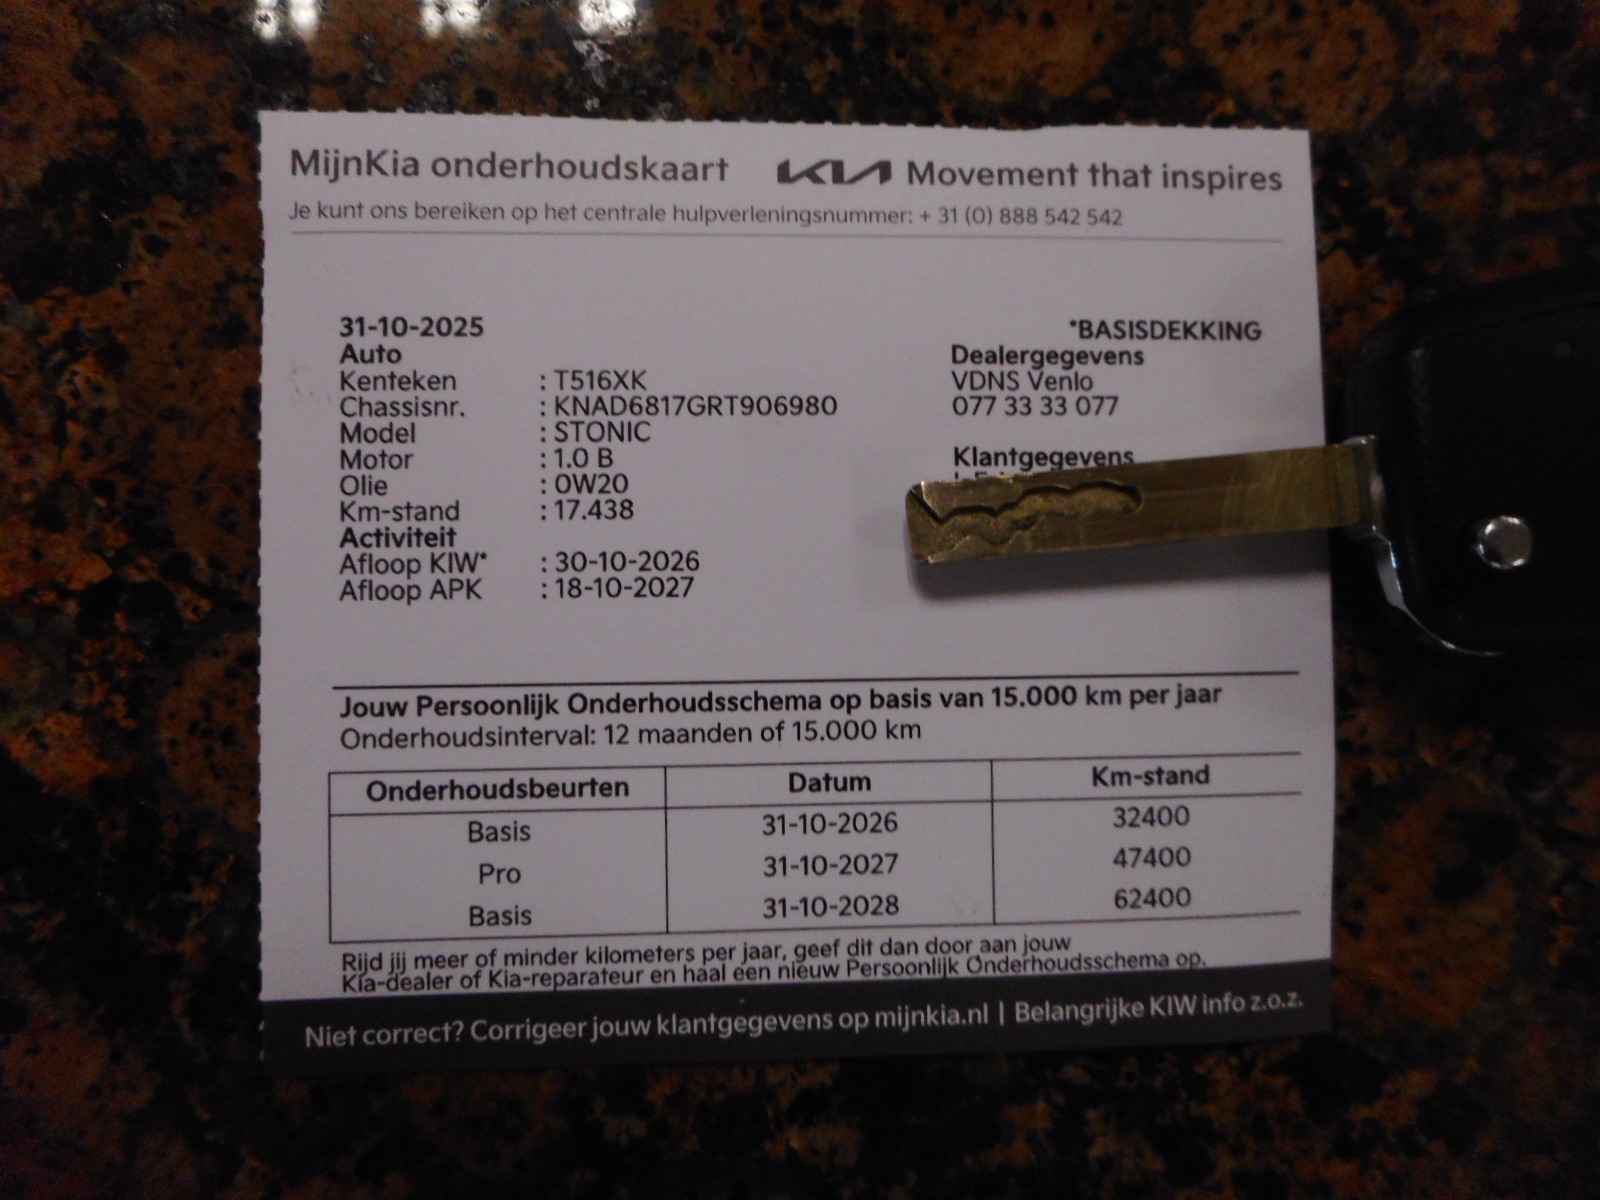 MijnKia onderhoudskaart KIA Movement that inspires
Je kunt ons bereiken op het centrale hulpverleningsnummer: + 31 (0) 888 542 542
31-10-2025
Auto
Kenteken : T516XK
Chassisnr. : KNAD6817GRT906980
Model : STONIC
Motor : 1.0 B
Olie : 0W20
Km-stand : 17.438
Activiteit
Afloop KIW* : 30-10-2026
Afloop APK : 18-10-2027
*BASISDEKKING
Dealergegevens
VDNS Venlo
077 33 33 077
Klantgegevens
Jouw Persoonlijk Onderhoudsschema op basis van 15.000 km per jaar
Onderhoudsinterval: 12 maanden of 15.000 km
Onderhoudsbeurten Datum Km-stand
Basis 31-10-2026 32400
Pro 31-10-2027 47400
Basis 31-10-2028 62400
Rijd jij meer of minder kilometers per jaar, geef dit dan door aan jouw
Kia-dealer of Kia-reparateur en haal een nieuw Persoonlijk Onderhoudsschema op.
Niet correct? Corrigeer jouw klantgegevens op mijnkia.nl | Belangrijke KIW info z.o.z.